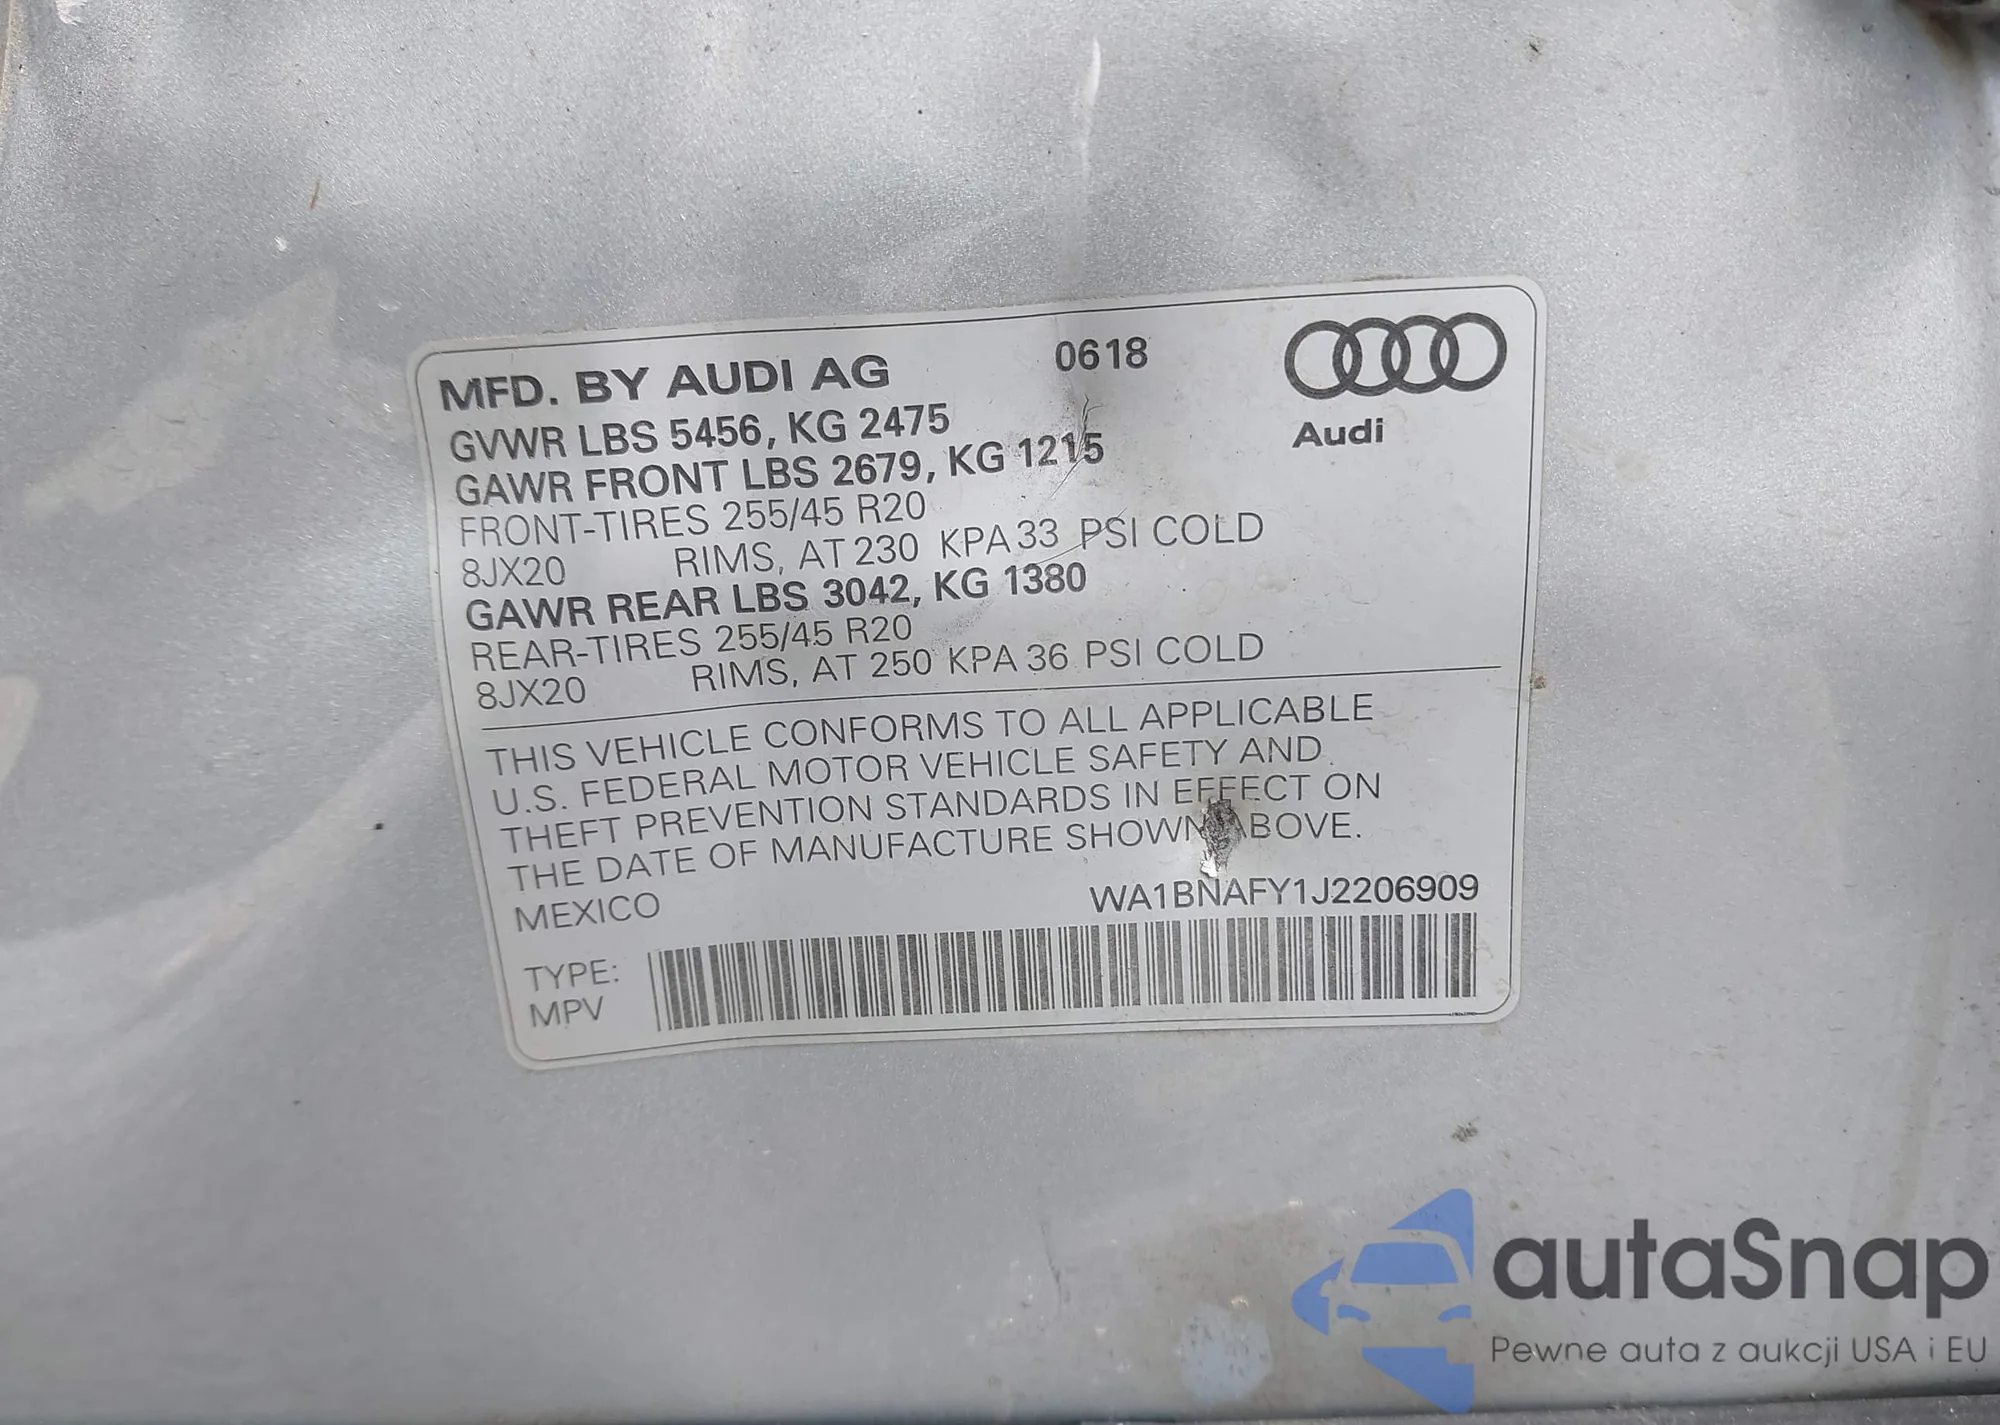 MFD. BY AUDI AG 0618
Audi
GVWR LBS 5456, KG 2475
GAWR FRONT LBS 2679, KG 1215
FRONT-TIRES 255/45 R20
8JX20 RIMS, AT 230 KPA 33 PSI COLD
GAWR REAR LBS 3042, KG 1380
REAR-TIRES 255/45 R20
8JX20 RIMS, AT 250 KPA 36 PSI COLD
THIS VEHICLE CONFORMS TO ALL APPLICABLE
U.S. FEDERAL MOTOR VEHICLE SAFETY AND
THEFT PREVENTION STANDARDS IN EFFECT ON
THE DATE OF MANUFACTURE SHOWN ABOVE.
MEXICO WA1BNAFY1J2206909
TYPE:
MPV
autaSnap
Pewne auta z aukcji USA i EU